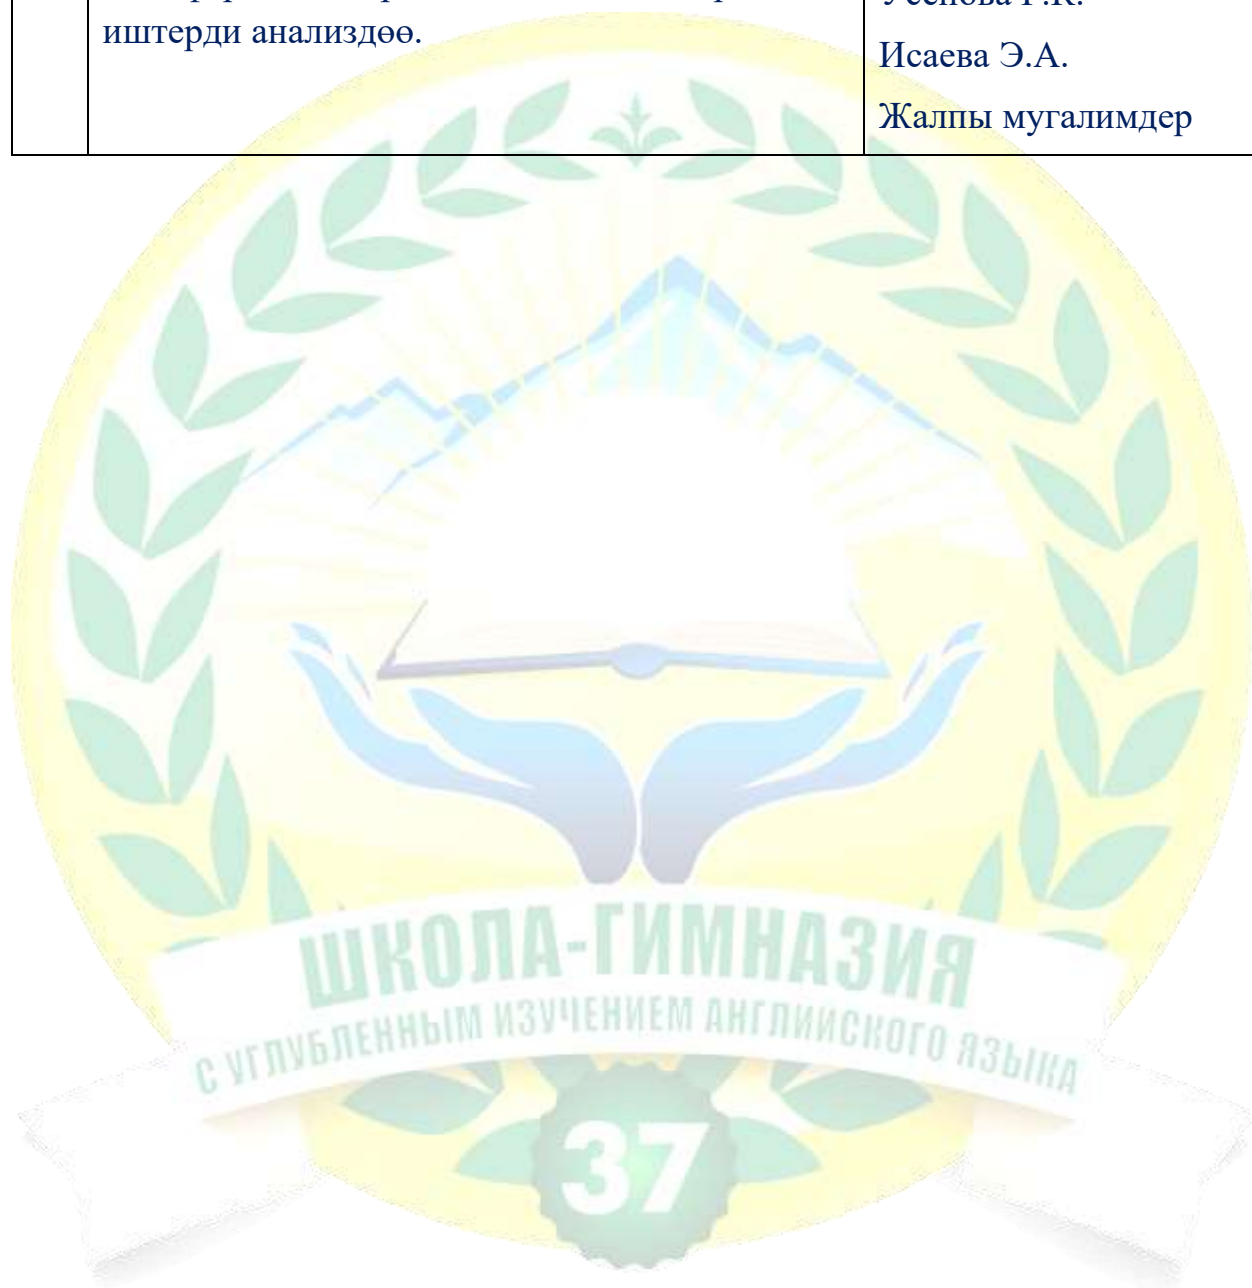 иштерди анализдөө.
Исаева Э.А.
Жалпы мугалимдер
ШКОЛА-ГИМНАЗИЯ
С УГЛУБЛЕННЫМ ИЗУЧЕНИЕМ АНГЛИЙСКОГО ЯЗЫКА
37